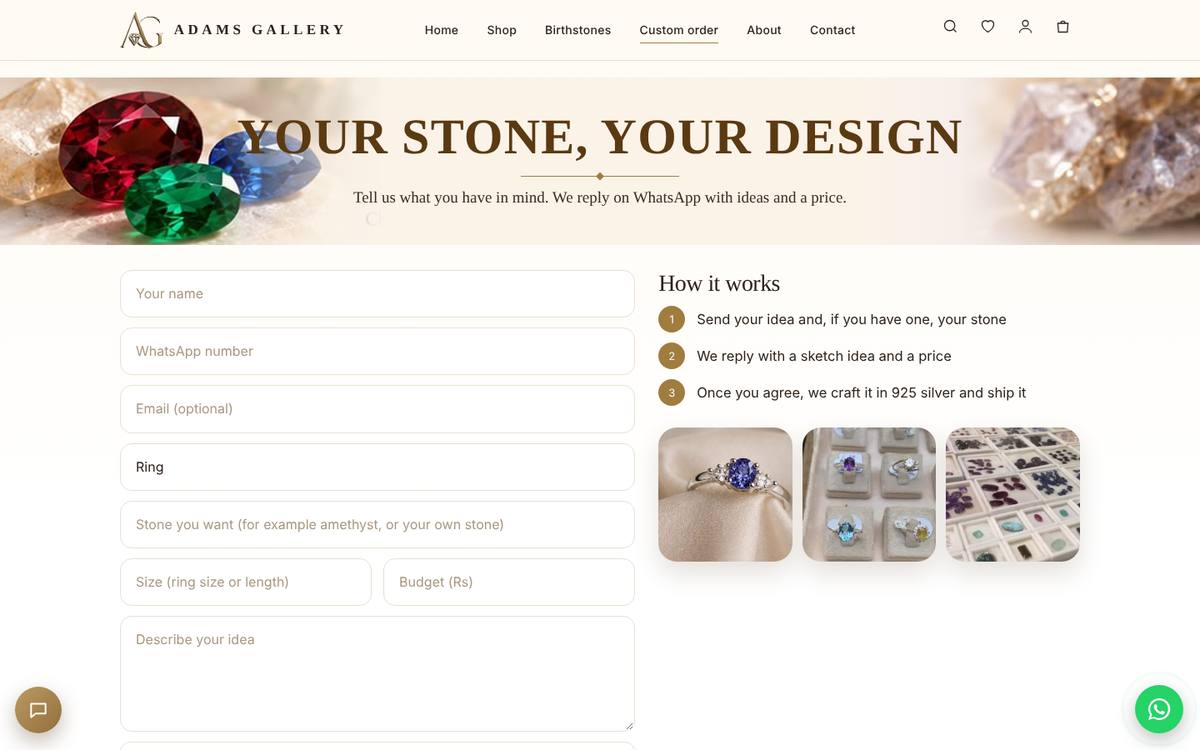 AG ADAMS GALLERY
Home Shop Birthstones Custom order About Contact
YOUR STONE, YOUR DESIGN
Tell us what you have in mind. We reply on WhatsApp with ideas and a price.
Your name
WhatsApp number
Email (optional)
Ring
Stone you want (for example amethyst, or your own stone)
Size (ring size or length) Budget (Rs)
Describe your idea
How it works
1 Send your idea and, if you have one, your stone
2 We reply with a sketch idea and a price
3 Once you agree, we craft it in 925 silver and ship it